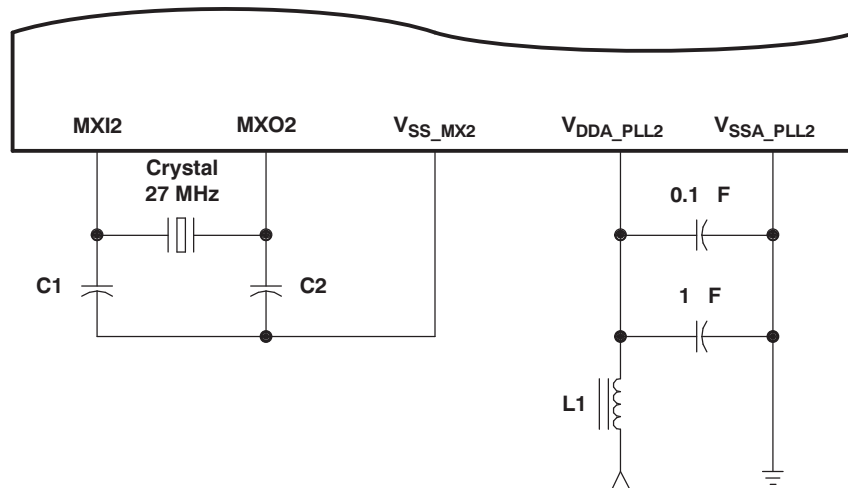 MXI2 MXO2 VSS_MX2 VDDA_PLL2 VSSA_PLL2
Crystal
27 MHz
0.1 F
C1
C2
1 F
L1